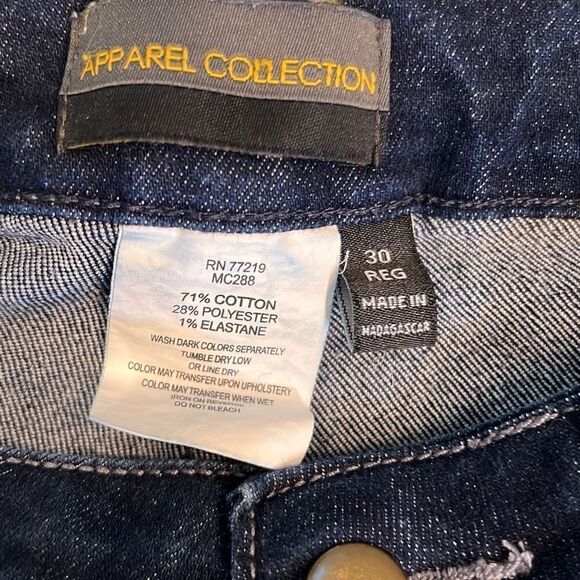 APPAREL COLLECTION
RN 77219
MC288
71% COTTON
28% POLYESTER
1% ELASTANE
WASH DARK COLORS SEPARATELY
TUMBLE DRY LOW
OR LINE DRY
COLOR MAY TRANSFER UPON UPHOLSTERY
COLOR MAY TRANSFER WHEN WET
IRON ON REVERSE
DO NOT BLEACH
30
REG
MADE IN
MADAGASCAR